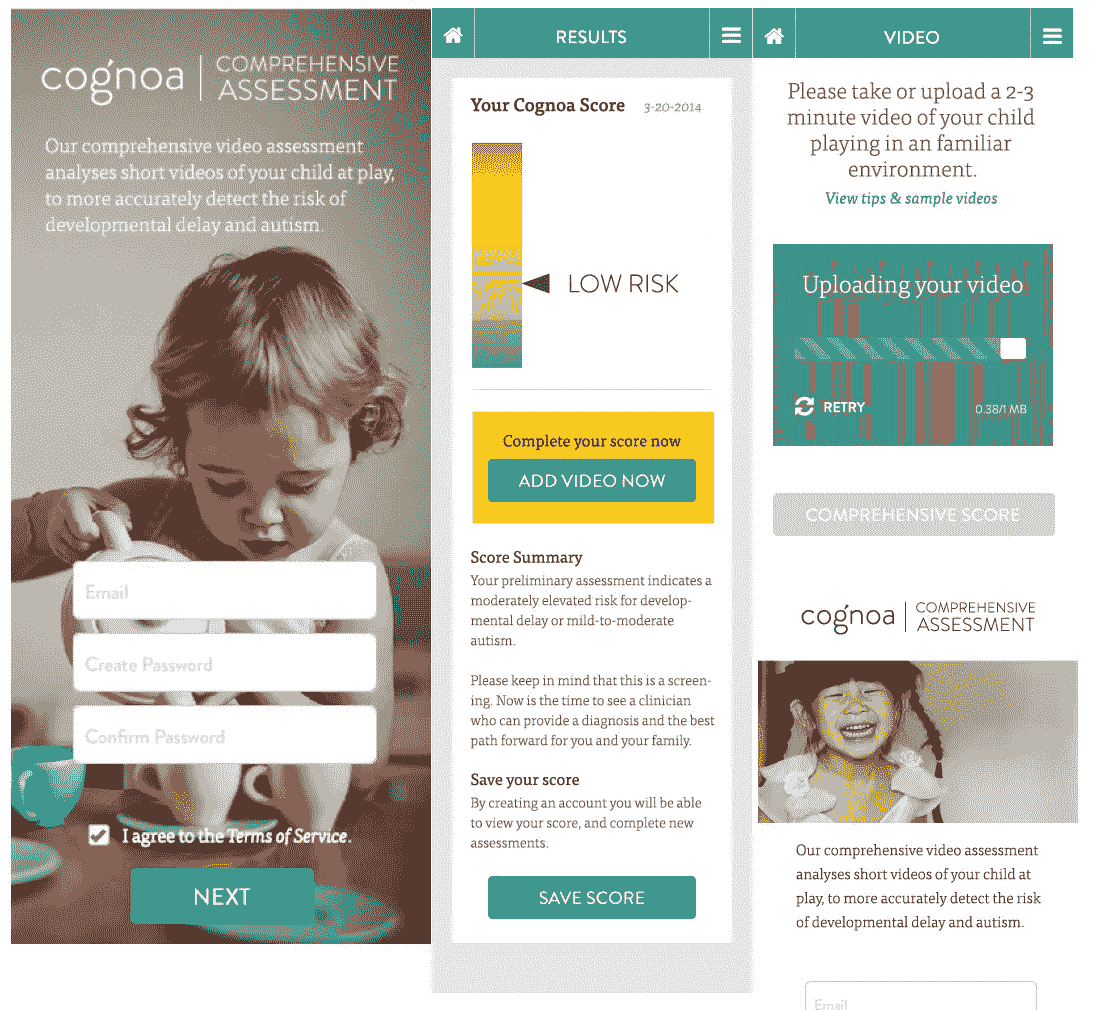 cognoa
COMPREHENSIVE
ASSESSMENT
Our comprehensive video assessment
analyses short videos of your child at play,
to more accurately detect the risk of
developmental delay and autism.
Email
Create Password
Confirm Password
I agree to the Terms of Service.
NEXT
RESULTS
Your Cognoa Score 3-20-2014
LOW RISK
Complete your score now
ADD VIDEO NOW
Score Summary
Your preliminary assessment indicates a
moderately elevated risk for develop-
mental delay or mild-to-moderate
autism.
Please keep in mind that this is a screen-
ing. Now is the time to see a clinician
who can provide a diagnosis and the best
path forward for you and your family.
Save your score
By creating an account you will be able
to view your score, and complete new
assessments.
SAVE SCORE
VIDEO
Please take or upload a 2-3
minute video of your child
playing in an familiar
environment.
View tips & sample videos
Uploading your video
RETRY 0.38/1 MB
COMPREHENSIVE SCORE
cognoa
COMPREHENSIVE
ASSESSMENT
Our comprehensive video assessment
analyses short videos of your child at
play, to more accurately detect the risk
of developmental delay and autism.
Email